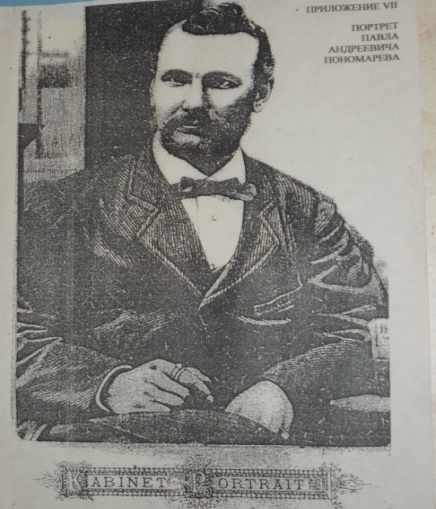 ПРИЛОЖЕНИЕ VII
ПОРТРЕТ
ПАВЛА
АНДРЕЕВИЧА
ПОНОМАРЕВА
KABINET PORTRAIT